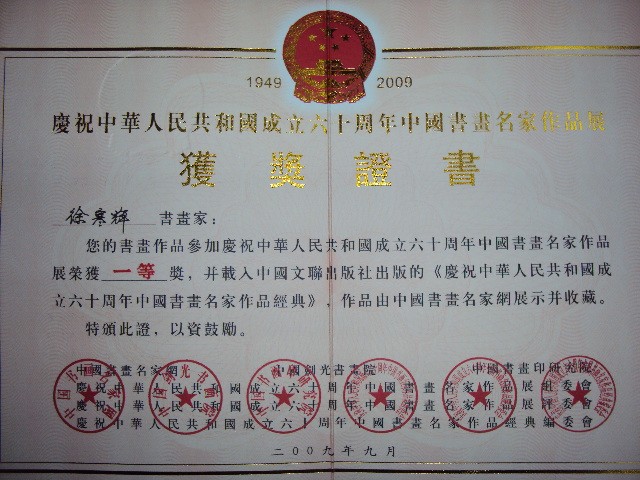 1949 2009
慶祝中華人民共和國成立六十周年中國書畫名家作品展
獲獎證書
徐寒輝 書畫家：
您的書畫作品參加慶祝中華人民共和國成立六十周年中國書畫名家作品
展榮獲 一等 獎，并載入中國文聯出版社出版的《慶祝中華人民共和國成
立六十周年中國書畫名家作品經典》，作品由中國書畫名家網展示并收藏。
特頒此證，以資鼓勵。
中國書畫名家網 中國劍光書畫院 中國書畫印研究院
慶祝中華人民共和國成立六十周年中國書畫名家作品展組委會
慶祝中華人民共和國成立六十周年中國書畫名家作品展評委會
慶祝中華人民共和國成立六十周年中國書畫名家作品經典編委會
二00九年九月